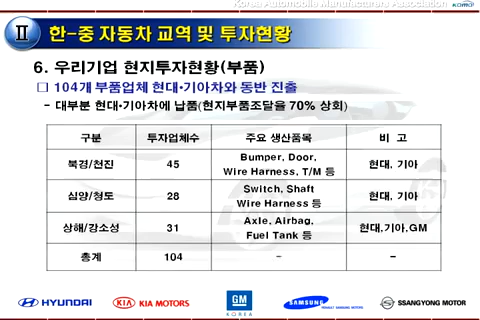 Korea Automobile Manufacturers Association
Ⅱ 한-중 자동차 교역 및 투자현황
6. 우리기업 현지투자현황(부품)
□ 104개 부품업체 현대·기아차와 동반 진출
- 대부분 현대·기아차에 납품(현지부품조달율 70% 상회)
구분 투자업체수 주요 생산품목 비 고
북경/천진 45 Bumper, Door, Wire Harness, T/M 등 현대, 기아
심양/청도 28 Switch, Shaft Wire Harness 등 현대, 기아
상해/강소성 31 Axle, Airbag, Fuel Tank 등 현대,기아,GM
총계 104 - -
HYUNDAI KIA KIA MOTORS GM KOREA SAMSUNG RENAULT SAMSUNG MOTORS SSANGYONG MOTOR